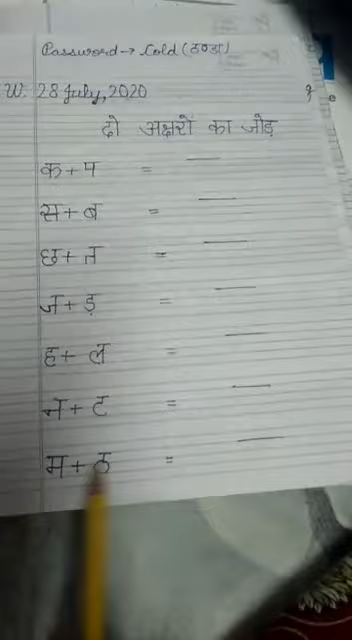 Password → Cold (ठण्डा)
W. 28 July, 2020
दो अक्षरों का जोड़
क + प =
स + ब =
छ + त =
ज + ड़ =
ह + ल =
न + ट =
म + ठ =